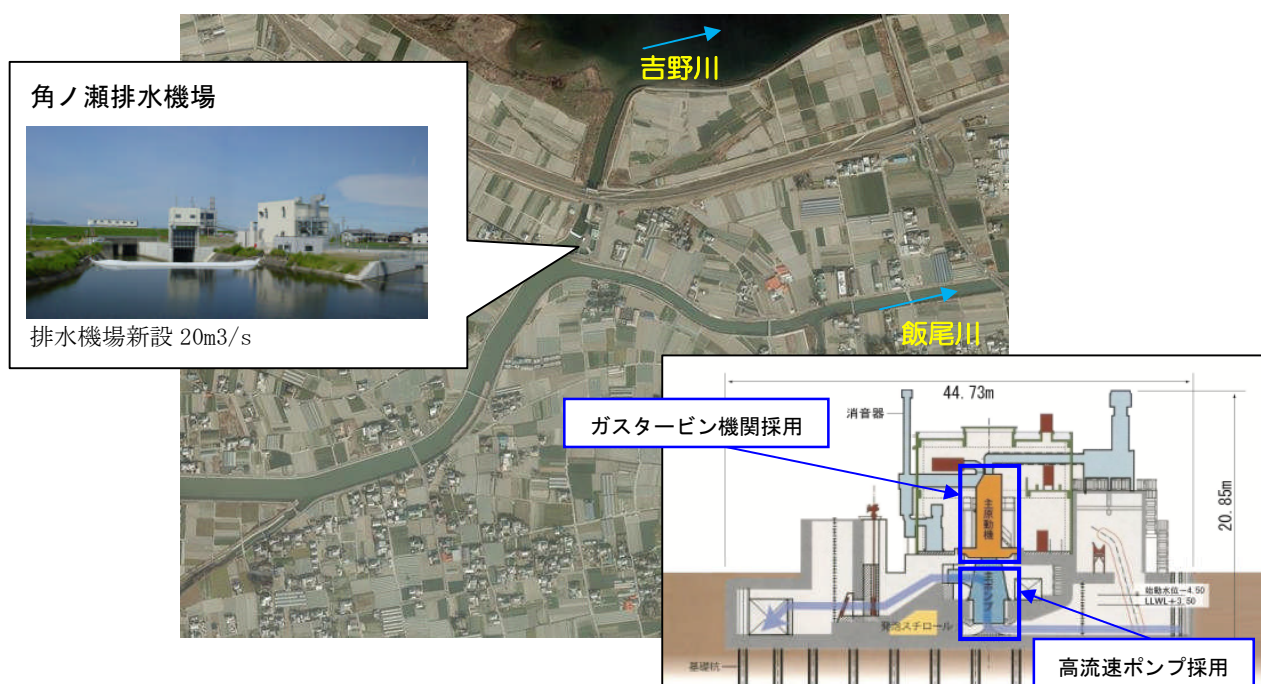 吉野川
角ノ瀬排水機場
排水機場新設 20m3/s
飯尾川
44.73m
消音器
ガスタービン機関採用
20.85m
主原動機
主ポンプ
始動水位-4.50
LLWL+3.50
発泡スチロール
基礎杭
高流速ポンプ採用